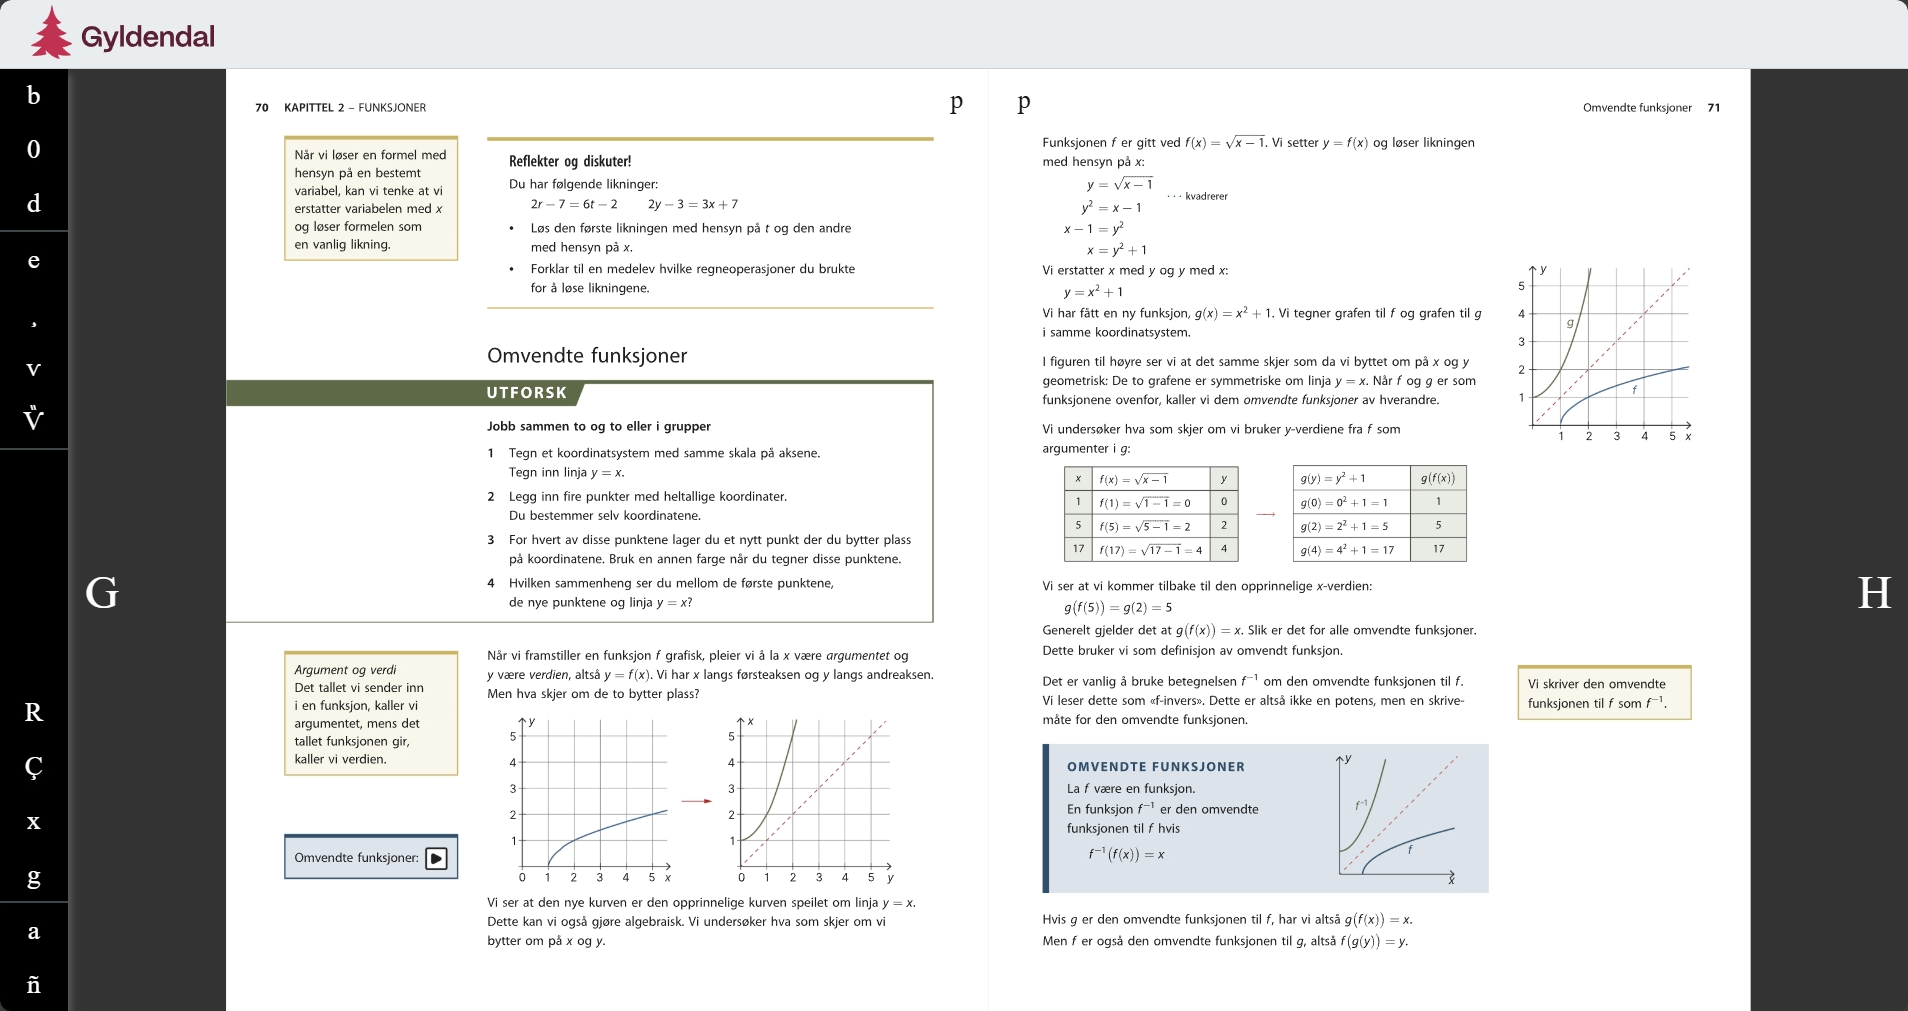 Gyldendal
b
0
d
e
¸
v
Ѷ
R
Ç
x
g
a
ñ
G
H
70 KAPITTEL 2 – FUNKSJONER
p
Når vi løser en formel med
hensyn på en bestemt
variabel, kan vi tenke at vi
erstatter variabelen med x
og løser formelen som
en vanlig likning.
Reflekter og diskuter!
Du har følgende likninger:
2r − 7 = 6t − 2 2y − 3 = 3x + 7
• Løs den første likningen med hensyn på t og den andre
med hensyn på x.
• Forklar til en medelev hvilke regneoperasjoner du brukte
for å løse likningene.
Omvendte funksjoner
UTFORSK
Jobb sammen to og to eller i grupper
1 Tegn et koordinatsystem med samme skala på aksene.
Tegn inn linja y = x.
2 Legg inn fire punkter med heltallige koordinater.
Du bestemmer selv koordinatene.
3 For hvert av disse punktene lager du et nytt punkt der du bytter plass
på koordinatene. Bruk en annen farge når du tegner disse punktene.
4 Hvilken sammenheng ser du mellom de første punktene,
de nye punktene og linja y = x?
Argument og verdi
Det tallet vi sender inn
i en funksjon, kaller vi
argumentet, mens det
tallet funksjonen gir,
kaller vi verdien.
Når vi framstiller en funksjon f grafisk, pleier vi å la x være argumentet og
y være verdien, altså y = f(x). Vi har x langs førsteaksen og y langs andreaksen.
Men hva skjer om de to bytter plass?
y
5
4
3
2
1
0 1 2 3 4 5 x
x
5
4
3
2
1
0 1 2 3 4 5 y
Omvendte funksjoner:
Vi ser at den nye kurven er den opprinnelige kurven speilet om linja y = x.
Dette kan vi også gjøre algebraisk. Vi undersøker hva som skjer om vi
bytter om på x og y.
p
Omvendte funksjoner 71
Funksjonen f er gitt ved f(x) = √x − 1. Vi setter y = f(x) og løser likningen
med hensyn på x:
y = √x − 1
··· kvadrerer
y² = x − 1
x − 1 = y²
x = y² + 1
Vi erstatter x med y og y med x:
y = x² + 1
Vi har fått en ny funksjon, g(x) = x² + 1. Vi tegner grafen til f og grafen til g
i samme koordinatsystem.
I figuren til høyre ser vi at det samme skjer som da vi byttet om på x og y
geometrisk: De to grafene er symmetriske om linja y = x. Når f og g er som
funksjonene ovenfor, kaller vi dem omvendte funksjoner av hverandre.
y
5
4
3
2
1
g
f
1 2 3 4 5 x
Vi undersøker hva som skjer om vi bruker y-verdiene fra f som
argumenter i g:
x f(x) = √x − 1 y
1 f(1) = √1 − 1 = 0 0
5 f(5) = √5 − 1 = 2 2
17 f(17) = √17 − 1 = 4 4
g(y) = y² + 1 g(f(x))
g(0) = 0² + 1 = 1 1
g(2) = 2² + 1 = 5 5
g(4) = 4² + 1 = 17 17
Vi ser at vi kommer tilbake til den opprinnelige x-verdien:
g(f(5)) = g(2) = 5
Generelt gjelder det at g(f(x)) = x. Slik er det for alle omvendte funksjoner.
Dette bruker vi som definisjon av omvendt funksjon.
Det er vanlig å bruke betegnelsen f⁻¹ om den omvendte funksjonen til f.
Vi leser dette som «f-invers». Dette er altså ikke en potens, men en skrive-
måte for den omvendte funksjonen.
Vi skriver den omvendte
funksjonen til f som f⁻¹.
OMVENDTE FUNKSJONER
La f være en funksjon.
En funksjon f⁻¹ er den omvendte
funksjonen til f hvis
f⁻¹(f(x)) = x
y
f⁻¹
f
x
Hvis g er den omvendte funksjonen til f, har vi altså g(f(x)) = x.
Men f er også den omvendte funksjonen til g, altså f(g(y)) = y.